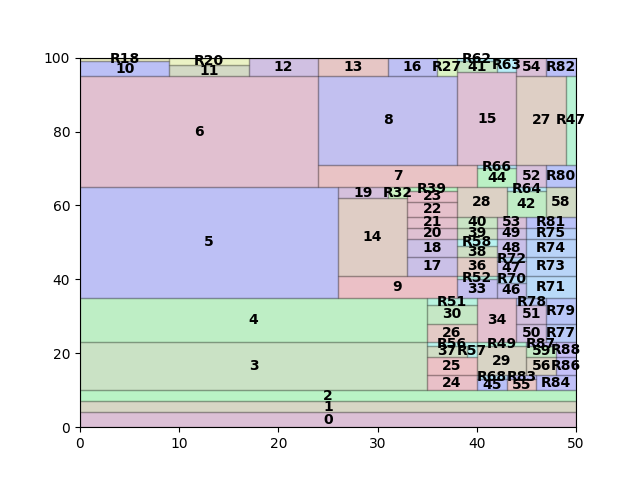 100
80
60
40
20
0
R18 R20 R62
10 11 12 13 16 R27 41 R63 54 R82
6 8 15 27 R47
7 R66 44 52 R80
19 R32 R39 23 28 R64 42 58
22
5 14 21 40 53 R81
20 39 49 R75
18 R58 38 48 R74
17 36 R72 47 R73
9 R52 33 R70 46 R71
4 R51 30 34 R78 51 R79
26 50 R77
3 R56 37 R57 R49 29 R87 59 R88
25 56 R86
24 R68 45 R83 55 R84
2
1
0
0 10 20 30 40 50